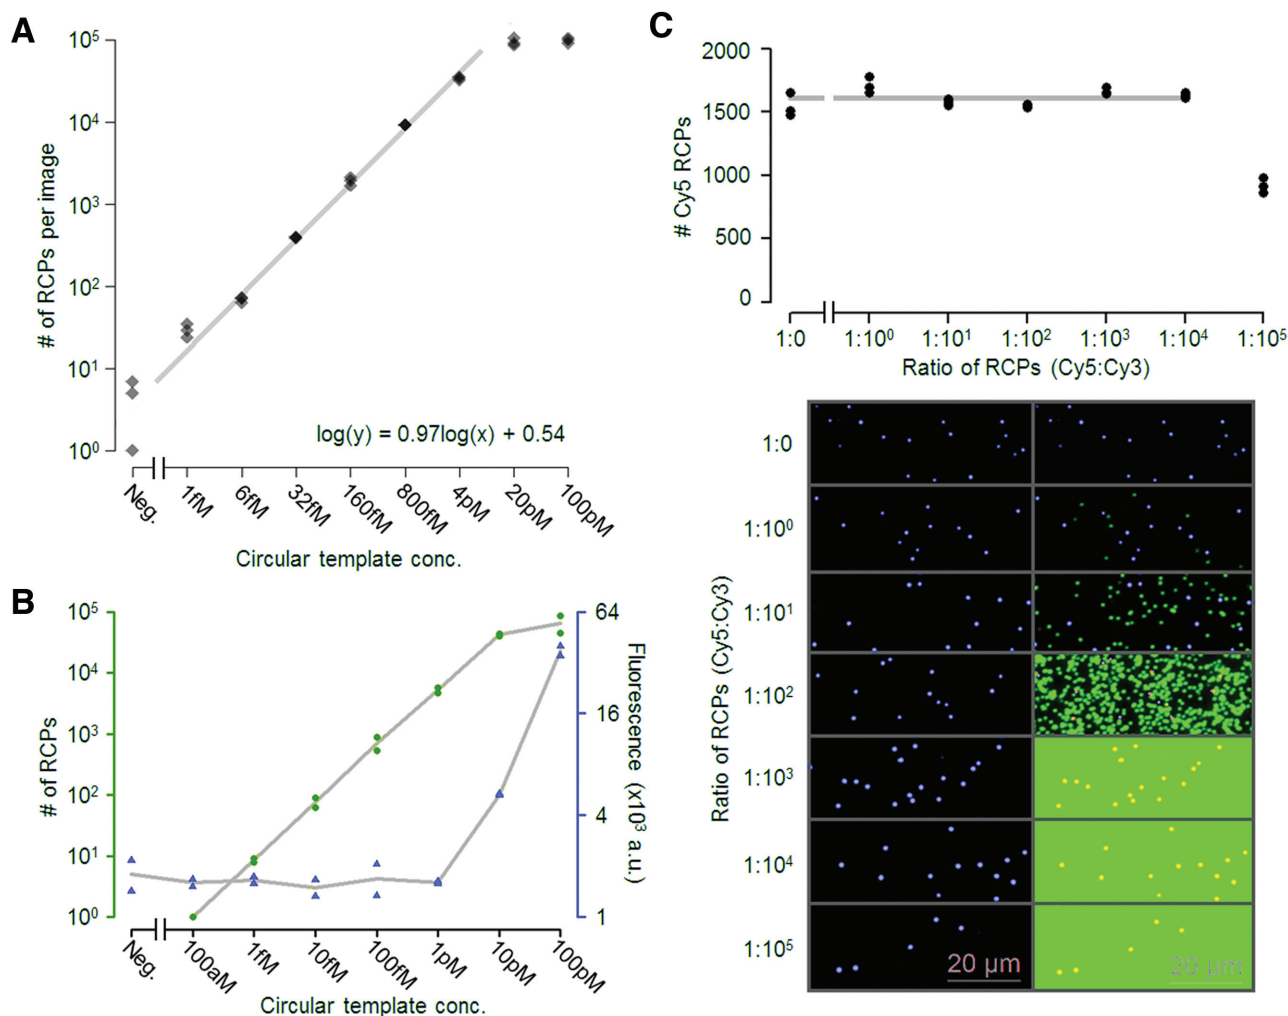 A
10⁵
10⁴
10³
10²
10¹
10⁰
# of RCPs per image
log(y) = 0.97log(x) + 0.54
Neg.
1fM
6fM
32fM
160fM
800fM
4pM
20pM
100pM
Circular template conc.
B
10⁵
10⁴
10³
10²
10¹
10⁰
# of RCPs
64
16
4
1
Fluorescence (x10³ a.u.)
Neg.
100aM
1fM
10fM
100fM
1pM
10pM
100pM
Circular template conc.
C
2000
1500
1000
500
0
# Cy5 RCPs
1:0
1:10⁰
1:10¹
1:10²
1:10³
1:10⁴
1:10⁵
Ratio of RCPs (Cy5:Cy3)
1:0
1:10⁰
1:10¹
1:10²
1:10³
1:10⁴
1:10⁵
Ratio of RCPs (Cy5:Cy3)
20 µm
20 µm